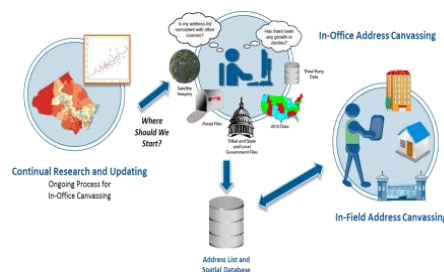 Is my address list
consistent with other
sources?
Has there been
any growth or
decline?
In-Office Address Canvassing
Third-Party
Data
Satellite
Imagery
Postal Files
2010 Data
Tribal and State
and Local
Government Files
Where
Should We
Start?
Continual Research and Updating
Ongoing Process for
In-Office Canvassing
In-Field Address Canvassing
Address List and
Spatial Database